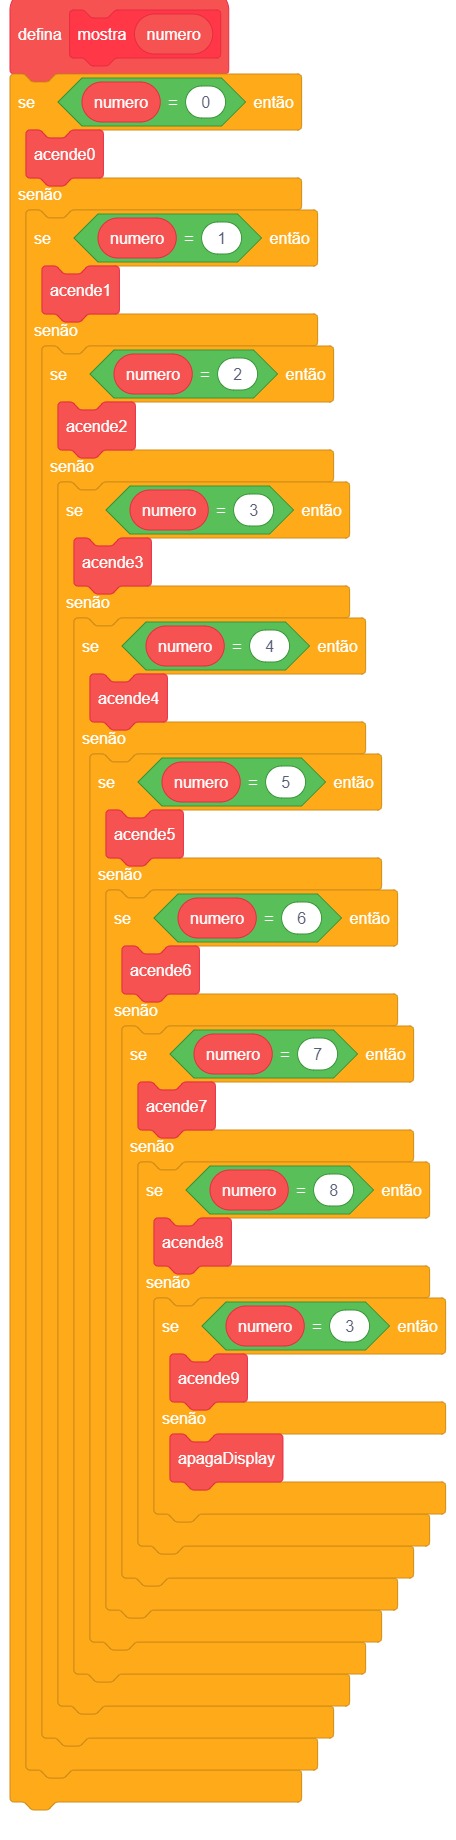 defina mostra numero
se numero = 0 então
acende0
senão
se numero = 1 então
acende1
senão
se numero = 2 então
acende2
senão
se numero = 3 então
acende3
senão
se numero = 4 então
acende4
senão
se numero = 5 então
acende5
senão
se numero = 6 então
acende6
senão
se numero = 7 então
acende7
senão
se numero = 8 então
acende8
senão
se numero = 3 então
acende9
senão
apagaDisplay